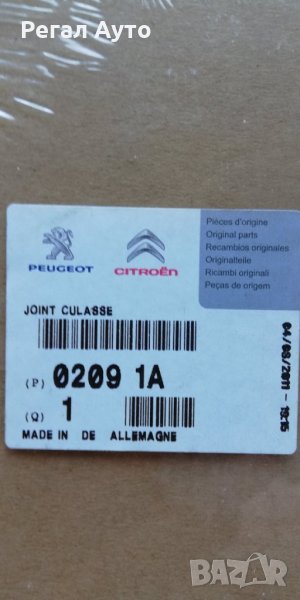 Регал Ауто
PEUGEOT
CITROËN
Pièces d'origine
Original parts
Recambios originales
Originalteile
Ricambi originali
Peças de origem
JOINT CULASSE
(P) 0209 1A
(Q) 1
MADE IN DE ALLEMAGNE
04/08/2011 - 19:15
BAZAR